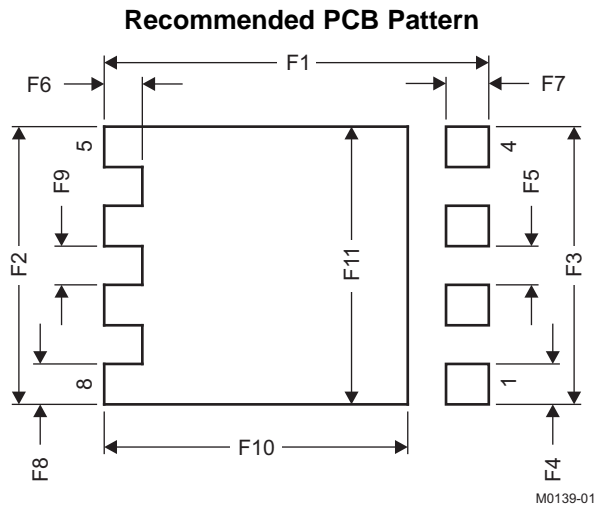 Recommended PCB Pattern
F1
F6
F7
5
4
F9
F5
F2
F11
F3
8
1
F10
F8
F4
M0139-01